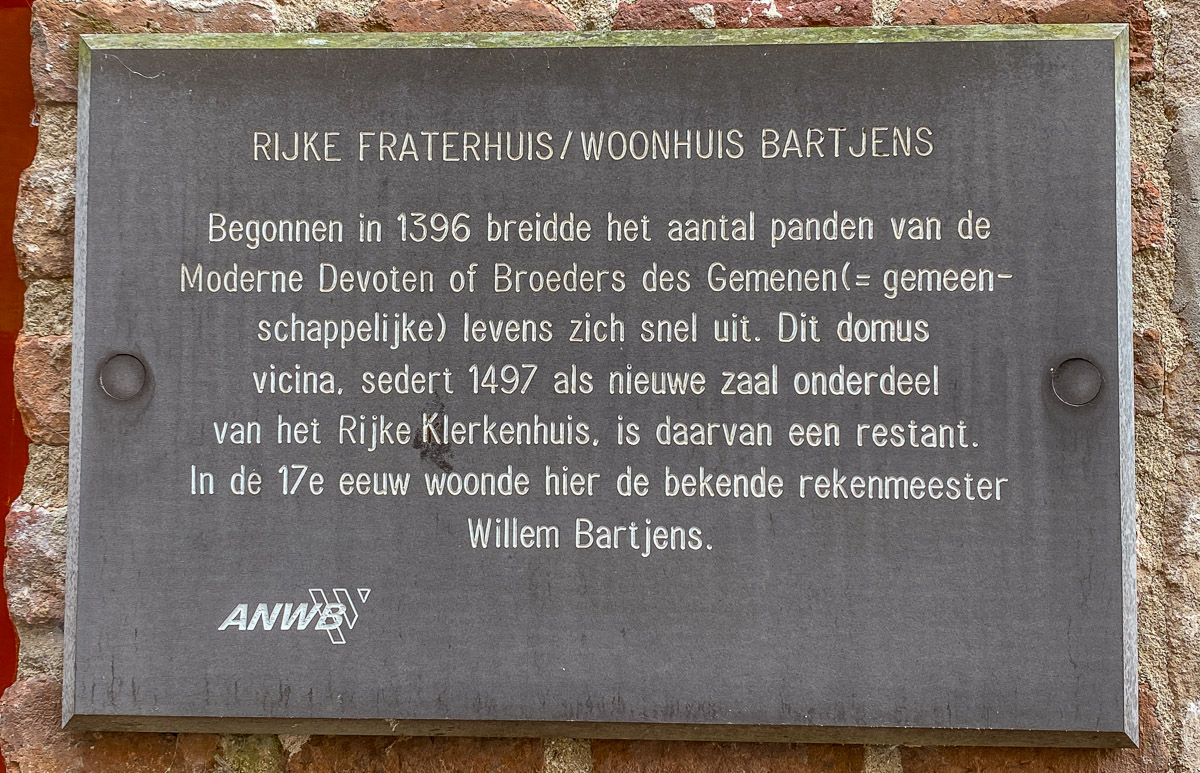 RIJKE FRATERHUIS/WOONHUIS BARTJENS
Begonnen in 1396 breidde het aantal panden van de
Moderne Devoten of Broeders des Gemenen(= gemeen-
schappelijke) levens zich snel uit. Dit domus
vicina, sedert 1497 als nieuwe zaal onderdeel
van het Rijke Klerkenhuis, is daarvan een restant.
In de 17e eeuw woonde hier de bekende rekenmeester
Willem Bartjens.
ANWB